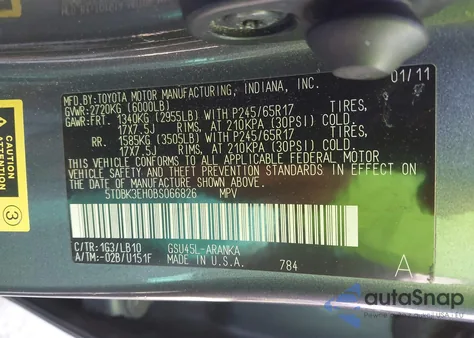 MFD.BY:TOYOTA MOTOR MANUFACTURING, INDIANA, INC. 01/11
GVWR:2720KG (6000LB)
GAWR:FRT. 1340KG (2955LB) WITH P245/65R17 TIRES,
17X7.5J RIMS, AT 210KPA (30PSI) COLD.
RR. 1585KG (3505LB) WITH P245/65R17 TIRES,
17X7.5J RIMS, AT 210KPA (30PSI) COLD.
THIS VEHICLE CONFORMS TO ALL APPLICABLE FEDERAL MOTOR
VEHICLE SAFETY AND THEFT PREVENTION STANDARDS IN EFFECT ON
THE DATE OF MANUFACTURE SHOWN ABOVE.
5TDBK3EH0BS066826 MPV
C/TR:1G3/LB10 GSU45L-ARANKA
A/TM:-02B/U151F MADE IN U.S.A. 784 A
CAUTION
3
autoSnap